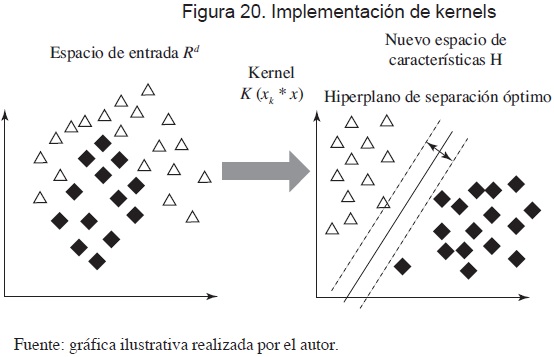 Figura 20. Implementación de kernels
Espacio de entrada R^d
Kernel
K (x_k * x)
Nuevo espacio de
características H
Hiperplano de separación óptimo
Fuente: gráfica ilustrativa realizada por el autor.